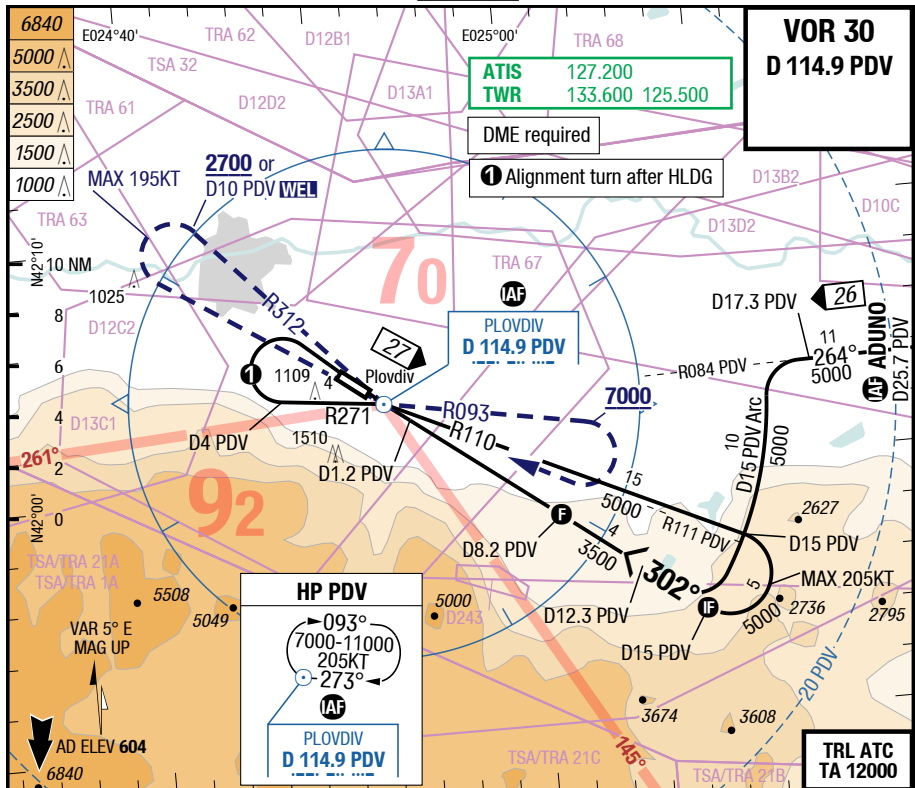 6840
5000
3500
2500
1500
1000
E024°40'
TRA 62
D12B1
E025°00'
TRA 68
TSA 32
D12D2
D13A1
TRA 61
ATIS 127.200
TWR 133.600 125.500
VOR 30
D 114.9 PDV
DME required
1 Alignment turn after HLDG
MAX 195KT
2700 or
D10 PDV WEL
D13B2
D10C
D13D2
TRA 63
N42°10'
10 NM
8
6
4
2
0
N42°00'
1025
D12C2
R312
70
TRA 67
IAF
PLOVDIV
D 114.9 PDV
27
Plovdiv
D17.3 PDV
26
11
264°
5000
IAF ADUNO
D25.7 PDV
R084 PDV
1
1109
4
R271
R093
7000
R110
D13C1
D4 PDV
1510
D1.2 PDV
10
D15 PDV Arc
5000
261°
92
15
5000
R111 PDV
2627
D15 PDV
F
D8.2 PDV
4
3500
302°
MAX 205KT
5
5000
IF
2736
2795
D12.3 PDV
D15 PDV
TSA/TRA 21A
TSA/TRA 1A
5508
5049
5000
D243
HP PDV
093°
7000-11000
205KT
273°
IAF
PLOVDIV
D 114.9 PDV
VAR 5° E
MAG UP
AD ELEV 604
6840
3674
3608
20 PDV
145°
TSA/TRA 21C
TSA/TRA 21B
TRL ATC
TA 12000